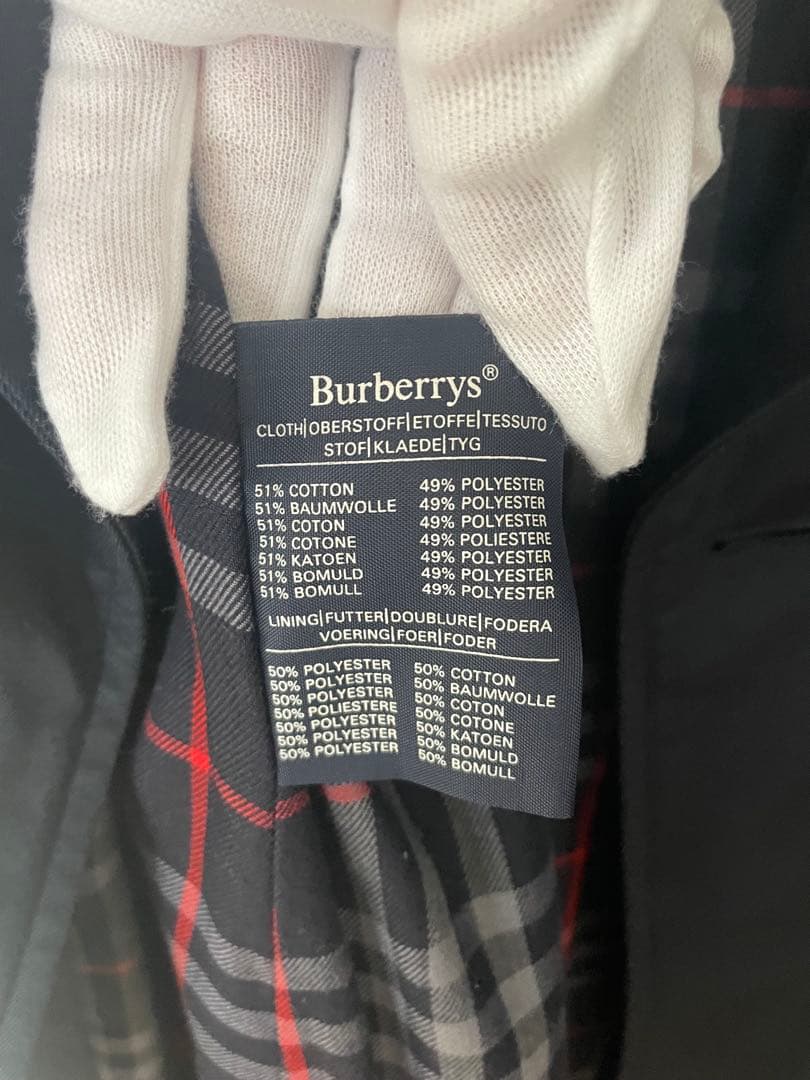 Burberrys®
CLOTH|OBERSTOFF|ETOFFE|TESSUTO
STOF|KLAEDE|TYG
51% COTTON 49% POLYESTER
51% BAUMWOLLE 49% POLYESTER
51% COTON 49% POLYESTER
51% COTONE 49% POLIESTERE
51% KATOEN 49% POLYESTER
51% BOMULD 49% POLYESTER
51% BOMULL 49% POLYESTER
LINING|FUTTER|DOUBLURE|FODERA
VOERING|FOER|FODER
50% POLYESTER 50% COTTON
50% POLYESTER 50% BAUMWOLLE
50% POLYESTER 50% COTON
50% POLIESTERE 50% COTONE
50% POLYESTER 50% KATOEN
50% POLYESTER 50% BOMULD
50% POLYESTER 50% BOMULL